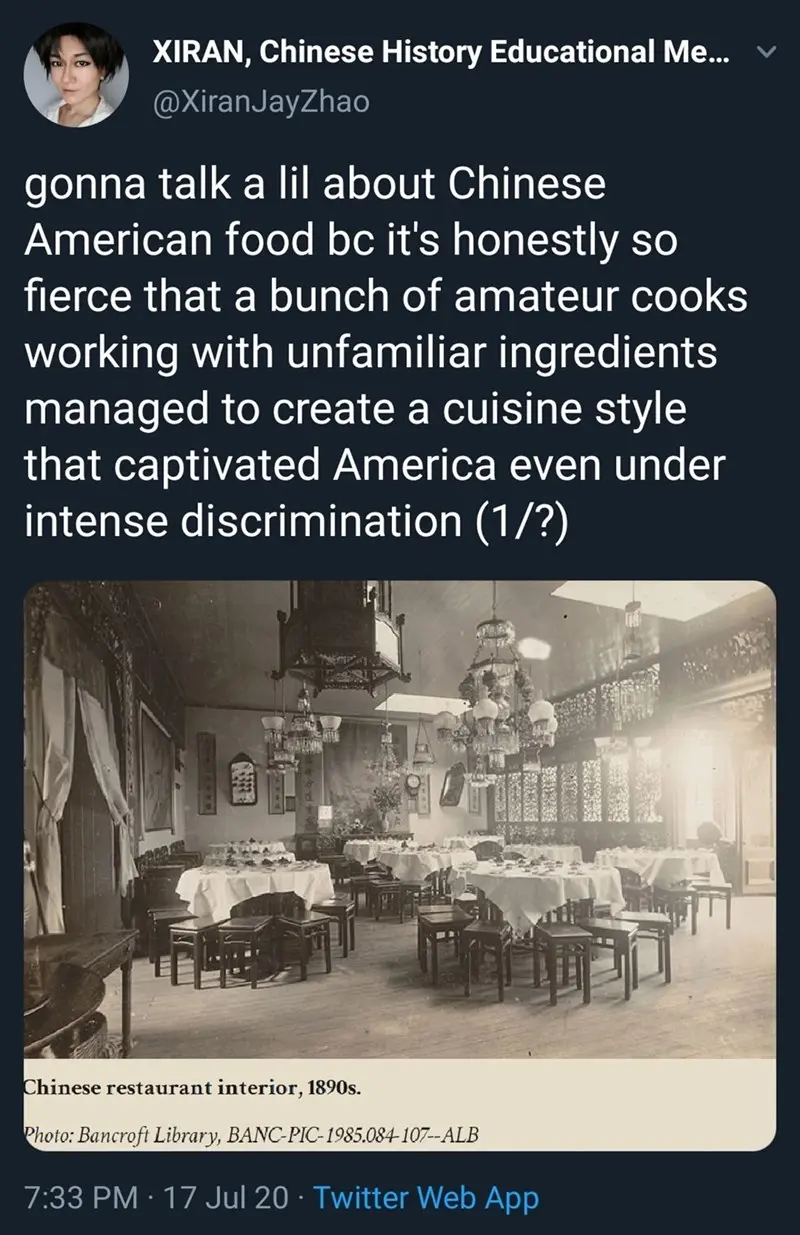 XIRAN, Chinese History Educational Me...
@XiranJayZhao
gonna talk a lil about Chinese
American food bc it's honestly so
fierce that a bunch of amateur cooks
working with unfamiliar ingredients
managed to create a cuisine style
that captivated America even under
intense discrimination (1/?)
Chinese restaurant interior, 1890s.
Photo: Bancroft Library, BANC-PIC-1985.084-107--ALB
7:33 PM · 17 Jul 20 · Twitter Web App